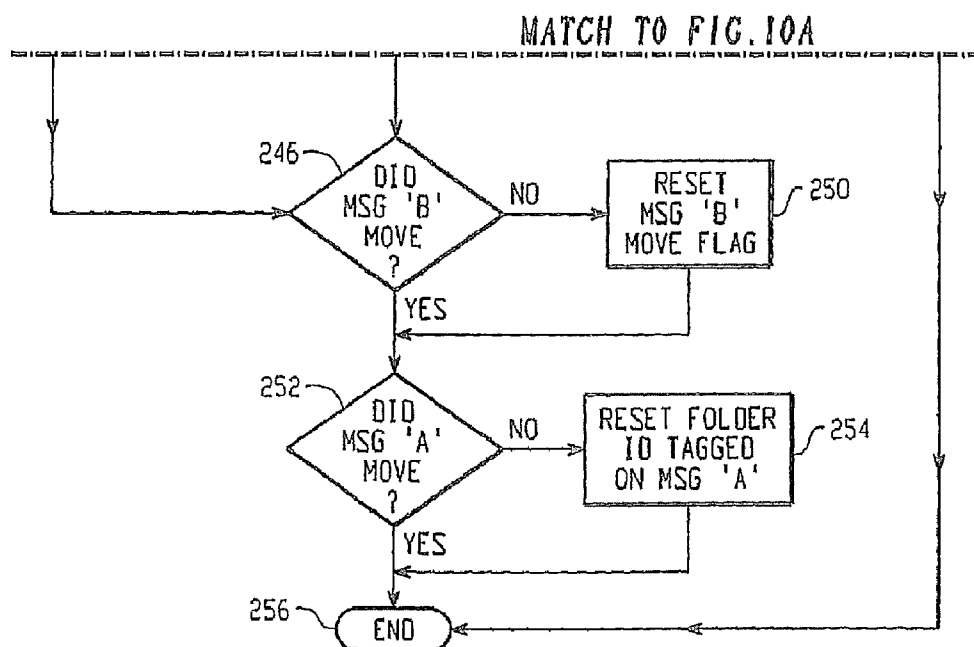 MATCH TO FIG.10A
246
DID
MSG 'B'
MOVE
?
NO
RESET
MSG 'B'
MOVE FLAG
250
YES
252
DID
MSG 'A'
MOVE
?
NO
RESET FOLDER
ID TAGGED
ON MSG 'A'
254
YES
256
END